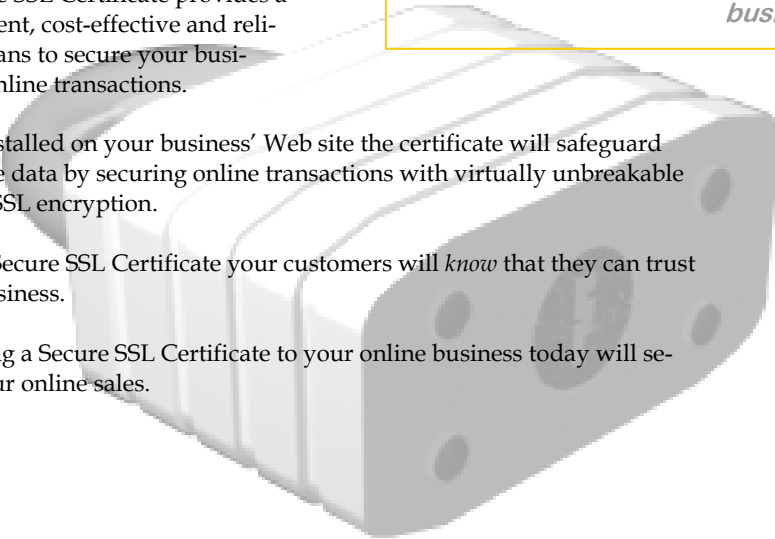 SSL Certificate provides a
ent, cost-effective and reli-
ans to secure your busi-
nline transactions.
busi
stalled on your business’ Web site the certificate will safeguard
e data by securing online transactions with virtually unbreakable
SSL encryption.
Secure SSL Certificate your customers will know that they can trust
siness.
ng a Secure SSL Certificate to your online business today will se-
ur online sales.